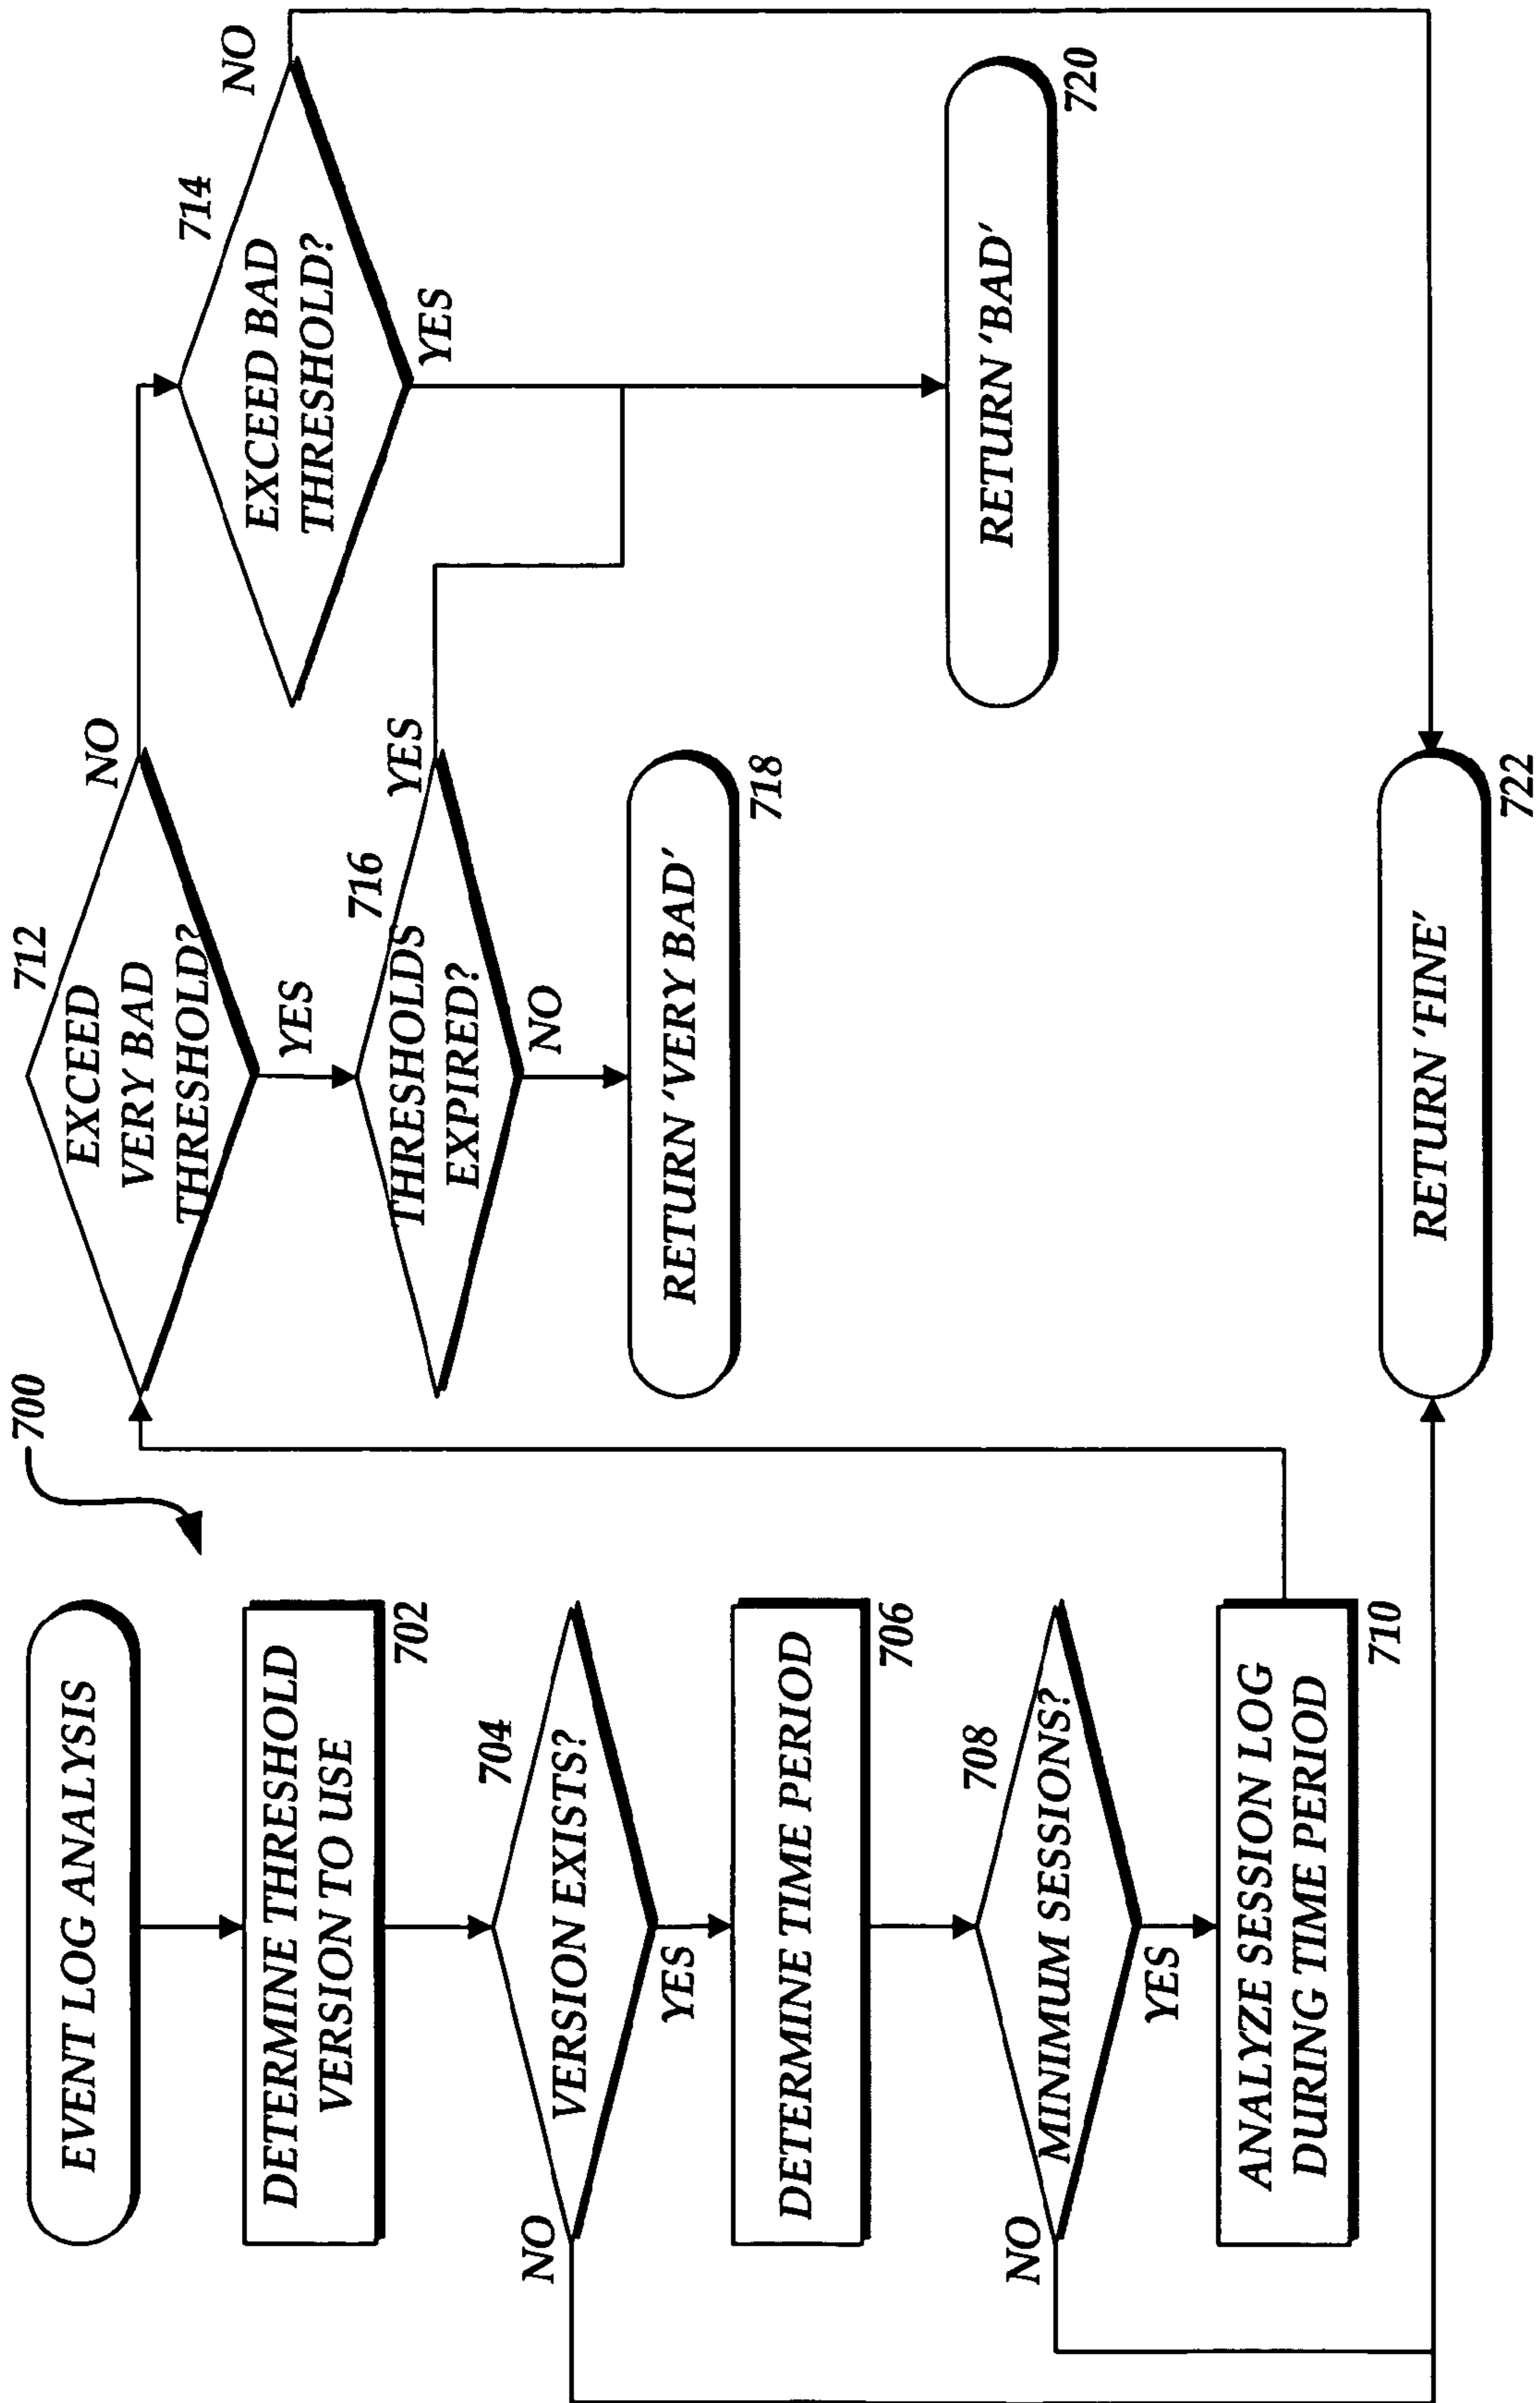 700
EVENT LOG ANALYSIS
DETERMINE THRESHOLD
VERSION TO USE
702
704
VERSION EXISTS?
NO
YES
DETERMINE TIME PERIOD
706
708
MINIMUM SESSIONS?
NO
YES
ANALYZE SESSION LOG
DURING TIME PERIOD
710
712
EXCEED
VERY BAD
THRESHOLD?
NO
YES
716
THRESHOLDS
EXPIRED?
YES
NO
RETURN ‘VERY BAD’
718
714
EXCEED BAD
THRESHOLD?
NO
YES
RETURN ‘BAD’
720
RETURN ‘FINE’
722